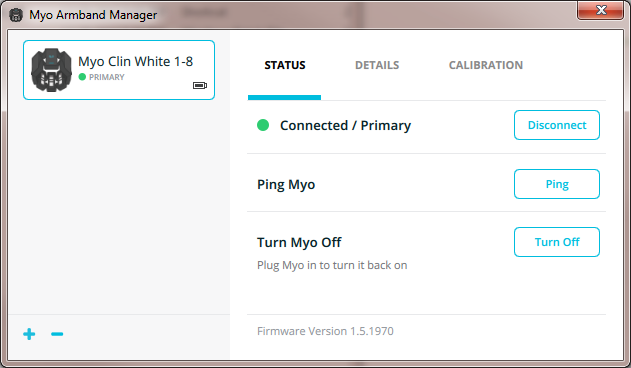 Myo Armband Manager
Myo Clin White 1-8
PRIMARY
STATUS DETAILS CALIBRATION
Connected / Primary Disconnect
Ping Myo Ping
Turn Myo Off Turn Off
Plug Myo in to turn it back on
Firmware Version 1.5.1970